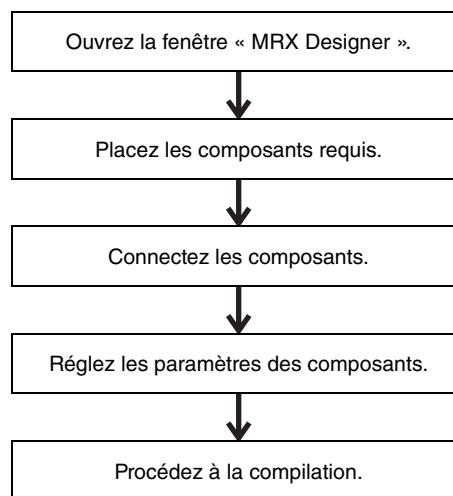 Ouvrez la fenêtre « MRX Designer ».
Placez les composants requis.
Connectez les composants.
Réglez les paramètres des composants.
Procédez à la compilation.